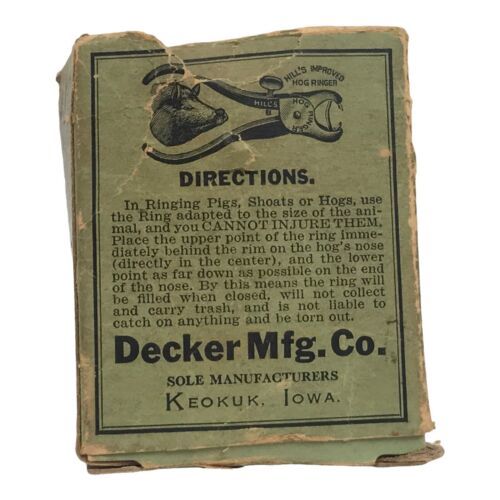 HILL'S IMPROVED
HOG RINGER
HILL'S HOG RINGER
DIRECTIONS.
In Ringing Pigs, Shoats or Hogs, use
the Ring adapted to the size of the ani-
mal, and you CANNOT INJURE THEM,
Place the upper point of the ring imme-
diately behind the rim on the hog's nose
(directly in the center), and the lower
point as far down as possible on the end
of the nose. By this means the ring will
be filled when closed, will not collect
and carry trash, and is not liable to
catch on anything and be torn out.
Decker Mfg. Co.
SOLE MANUFACTURERS
KEOKUK, IOWA.